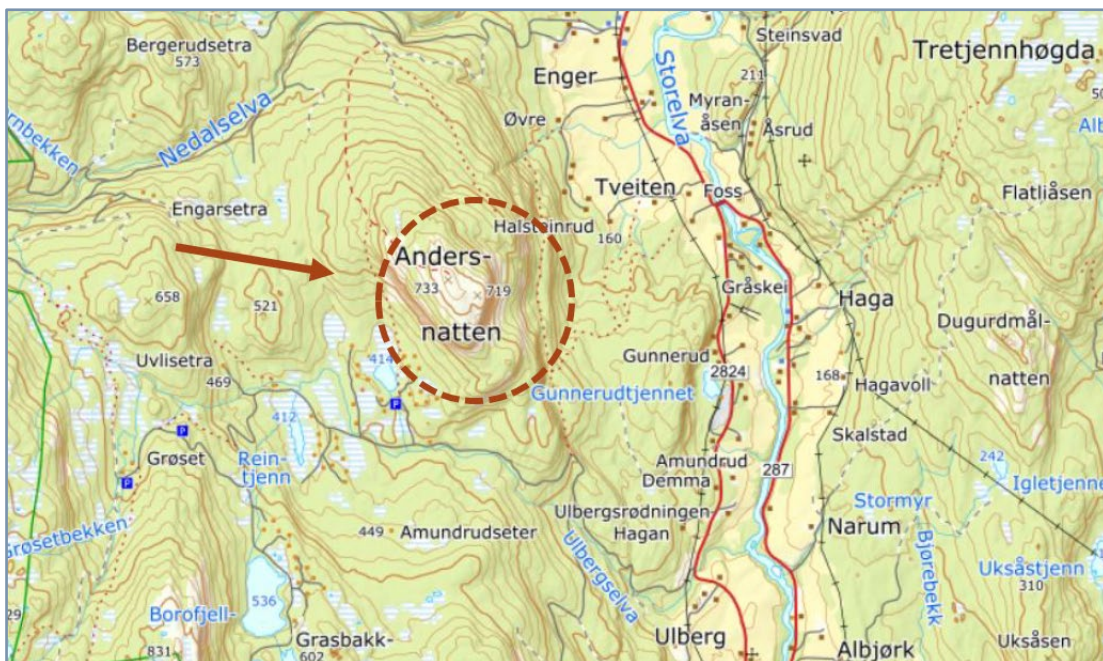 Bergerudsetra
573
Steinsvad
Enger
Storelva
211
Tretjennhøgda
Øvre
Myran-
åsen
Åsrud
Nedalselva
Tveiten
Foss
Flatliåsen
Engarsetra
Halsteinrud
160
Anders-
natten
733
719
658
521
Gråskei
Haga
Dugurdmål-
natten
Uvlisetra
469
414
Gunnerud
2824
168
Hagavoll
Gunnerudtjennet
412
P
P
P
Grøset
Rein-
tjenn
Skalstad
287
242
Amundrud
Demma
Igletjenne
Stormyr
Grøsetbekken
449
Amundrudseter
Ulbergsrødningen
Hagan
Narum
Ulbergselva
Bjørebekk
Uksåstjenn
310
Borofjell-
536
831
Grasbakk-
602
Ulberg
Albjørk
Uksåsen